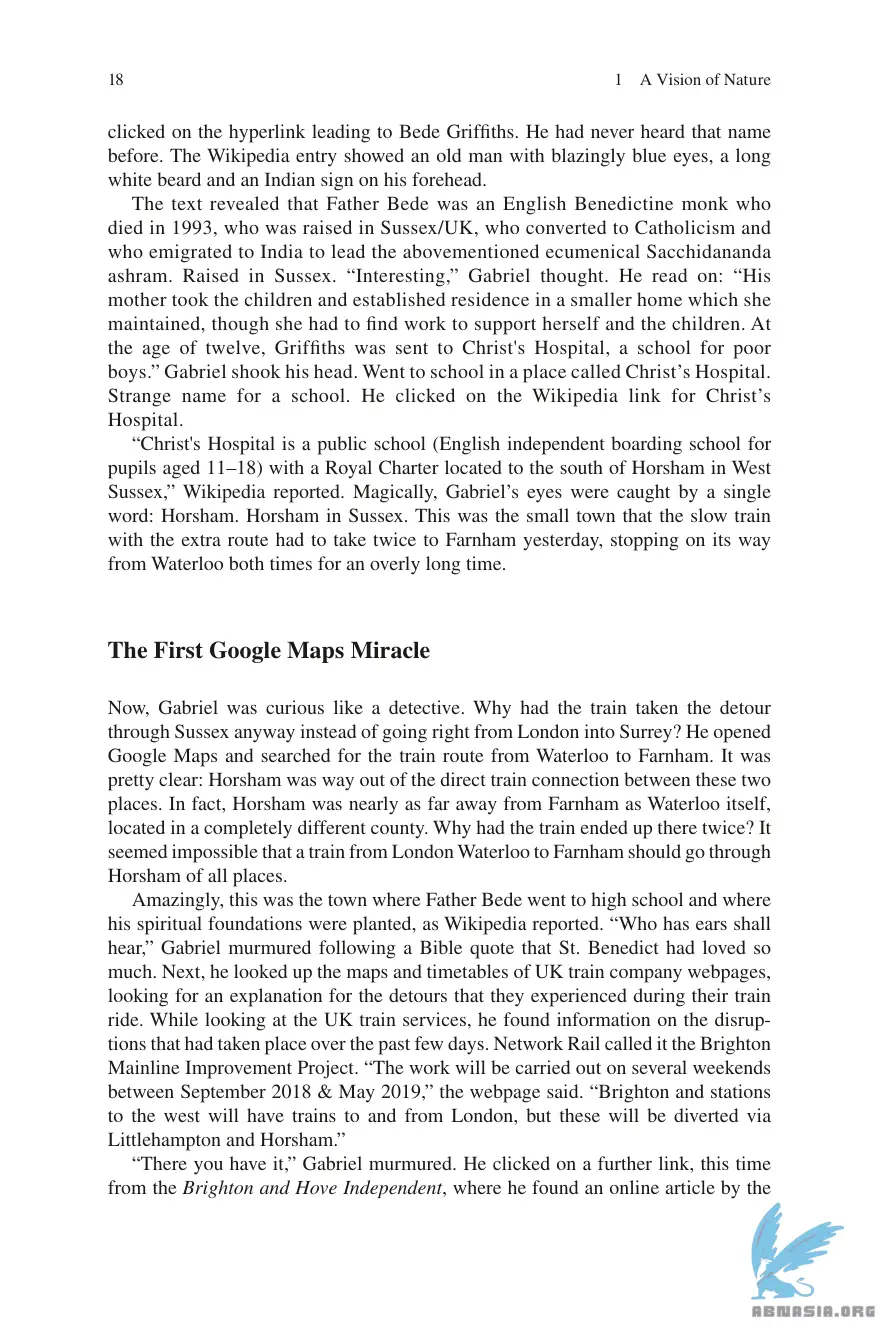 18
1 A Vision of Nature
clicked on the hyperlink leading to Bede Griffiths. He had never heard that name
before. The Wikipedia entry showed an old man with blazingly blue eyes, a long
white beard and an Indian sign on his forehead.
The text revealed that Father Bede was an English Benedictine monk who
died in 1993, who was raised in Sussex/UK, who converted to Catholicism and
who emigrated to India to lead the abovementioned ecumenical Sacchidananda
ashram. Raised in Sussex. “Interesting,” Gabriel thought. He read on: “His
mother took the children and established residence in a smaller home which she
maintained, though she had to find work to support herself and the children. At
the age of twelve, Griffiths was sent to Christ's Hospital, a school for poor
boys.” Gabriel shook his head. Went to school in a place called Christ’s Hospital.
Strange name for a school. He clicked on the Wikipedia link for Christ’s
Hospital.
“Christ's Hospital is a public school (English independent boarding school for
pupils aged 11–18) with a Royal Charter located to the south of Horsham in West
Sussex,” Wikipedia reported. Magically, Gabriel’s eyes were caught by a single
word: Horsham. Horsham in Sussex. This was the small town that the slow train
with the extra route had to take twice to Farnham yesterday, stopping on its way
from Waterloo both times for an overly long time.
The First Google Maps Miracle
Now, Gabriel was curious like a detective. Why had the train taken the detour
through Sussex anyway instead of going right from London into Surrey? He opened
Google Maps and searched for the train route from Waterloo to Farnham. It was
pretty clear: Horsham was way out of the direct train connection between these two
places. In fact, Horsham was nearly as far away from Farnham as Waterloo itself,
located in a completely different county. Why had the train ended up there twice? It
seemed impossible that a train from London Waterloo to Farnham should go through
Horsham of all places.
Amazingly, this was the town where Father Bede went to high school and where
his spiritual foundations were planted, as Wikipedia reported. “Who has ears shall
hear,” Gabriel murmured following a Bible quote that St. Benedict had loved so
much. Next, he looked up the maps and timetables of UK train company webpages,
looking for an explanation for the detours that they experienced during their train
ride. While looking at the UK train services, he found information on the disrup-
tions that had taken place over the past few days. Network Rail called it the Brighton
Mainline Improvement Project. “The work will be carried out on several weekends
between September 2018 & May 2019,” the webpage said. “Brighton and stations
to the west will have trains to and from London, but these will be diverted via
Littlehampton and Horsham.”
“There you have it,” Gabriel murmured. He clicked on a further link, this time
from the Brighton and Hove Independent, where he found an online article by the
ABNASIA.ORG